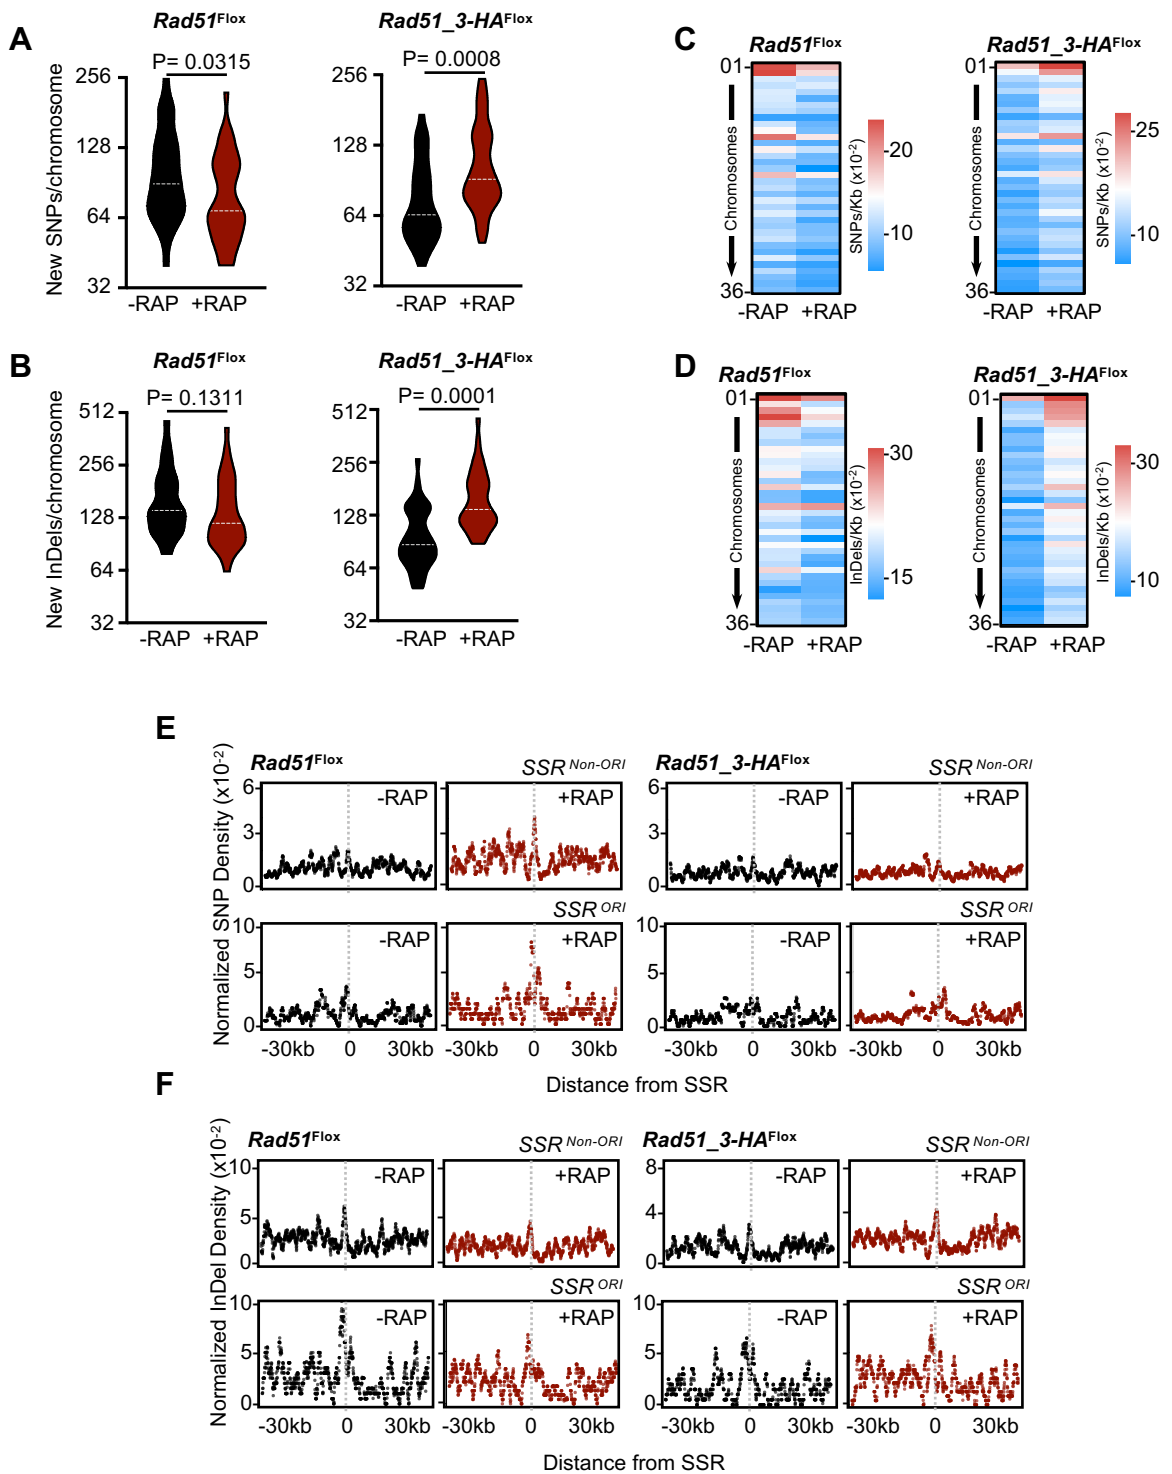 A
Rad51Flox
P= 0.0315
New SNPs/chromosome
256
128
64
32
-RAP +RAP
Rad51_3-HAFlox
P= 0.0008
256
128
64
32
-RAP +RAP
B
Rad51Flox
P= 0.1311
New InDels/chromosome
512
256
128
64
32
-RAP +RAP
Rad51_3-HAFlox
P= 0.0001
512
256
128
64
32
-RAP +RAP
C
Rad51Flox
01
Chromosomes
36
-RAP +RAP
SNPs/Kb (x10-2)
20
10
Rad51_3-HAFlox
01
Chromosomes
36
-RAP +RAP
SNPs/Kb (x10-2)
25
10
D
Rad51Flox
01
Chromosomes
36
-RAP +RAP
InDels/Kb (x10-2)
30
15
Rad51_3-HAFlox
01
Chromosomes
36
-RAP +RAP
InDels/Kb (x10-2)
30
10
E
Normalized SNP Density (x10-2)
Rad51Flox
SSR Non-ORI
Rad51_3-HAFlox
SSR Non-ORI
6
3
0
-RAP
+RAP
6
3
0
-RAP
+RAP
SSR ORI
SSR ORI
10
5
0
-RAP
+RAP
10
5
0
-RAP
+RAP
-30kb 0 30kb
-30kb 0 30kb
-30kb 0 30kb
-30kb 0 30kb
Distance from SSR
F
Normalized InDel Density (x10-2)
Rad51Flox
SSR Non-ORI
Rad51_3-HAFlox
SSR Non-ORI
10
5
0
-RAP
+RAP
8
4
0
-RAP
+RAP
SSR ORI
SSR ORI
10
5
0
-RAP
+RAP
10
5
0
-RAP
+RAP
-30kb 0 30kb
-30kb 0 30kb
-30kb 0 30kb
-30kb 0 30kb
Distance from SSR